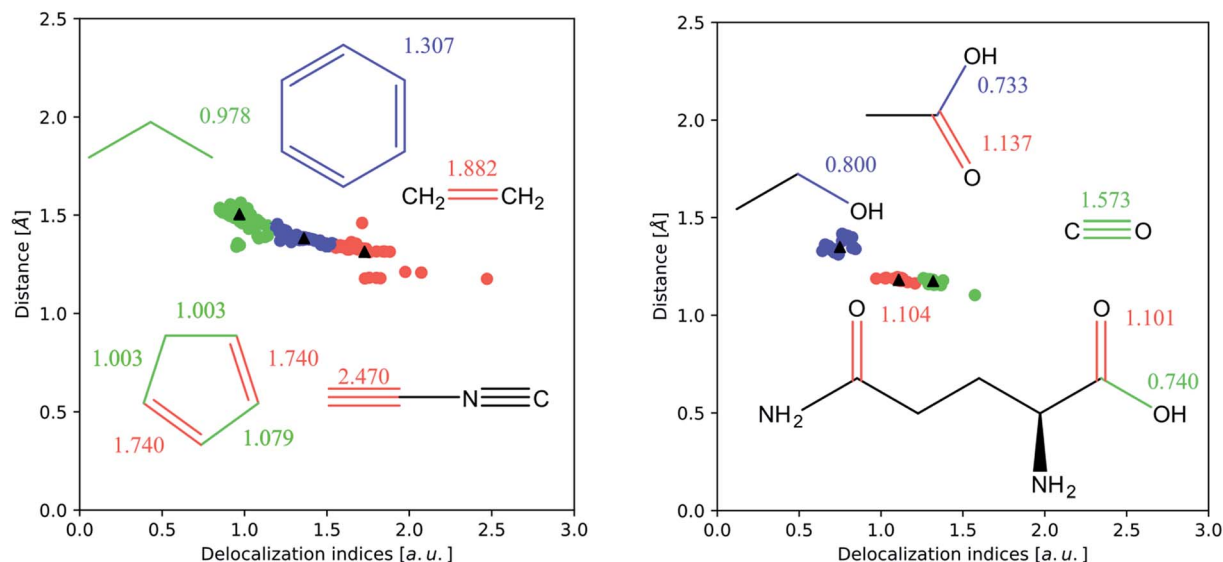 2.5
2.0
1.5
1.0
0.5
0.0
Distance [Å]
0.0 0.5 1.0 1.5 2.0 2.5 3.0
Delocalization indices [a.u.]
1.307
0.978
1.882
CH2 CH2
1.003
1.003
1.740
1.740
1.079
2.470
N C
2.5
2.0
1.5
1.0
0.5
0.0
Distance [Å]
0.0 0.5 1.0 1.5 2.0 2.5 3.0
Delocalization indices [a.u.]
OH
0.733
1.137
O
0.800
OH
1.573
C O
O
1.104
O
1.101
0.740
NH2
OH
NH2